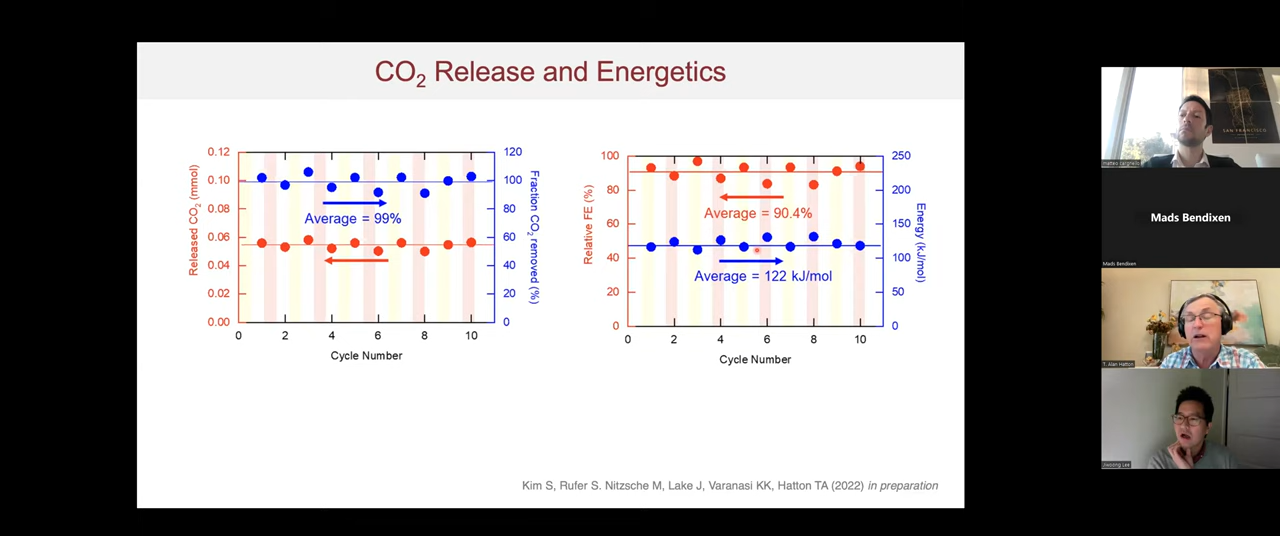 CO2 Release and Energetics
0.12
0.10
0.08
0.06
0.04
0.02
0.00
Released CO2 (mmol)
120
100
80
60
40
20
0
Fraction CO2 removed (%)
Average = 99%
0
2
4
6
8
10
Cycle Number
100
80
60
40
20
0
Relative FE (%)
250
200
150
100
50
0
Energy (kJ/mol)
Average = 90.4%
Average = 122 kJ/mol
0
2
4
6
8
10
Cycle Number
Kim S, Rufer S. Nitzsche M, Lake J, Varanasi KK, Hatton TA (2022) in preparation
SAN FRANCISCO
Mads Bendixen
Mads Bendixen
T. Alan Hatton